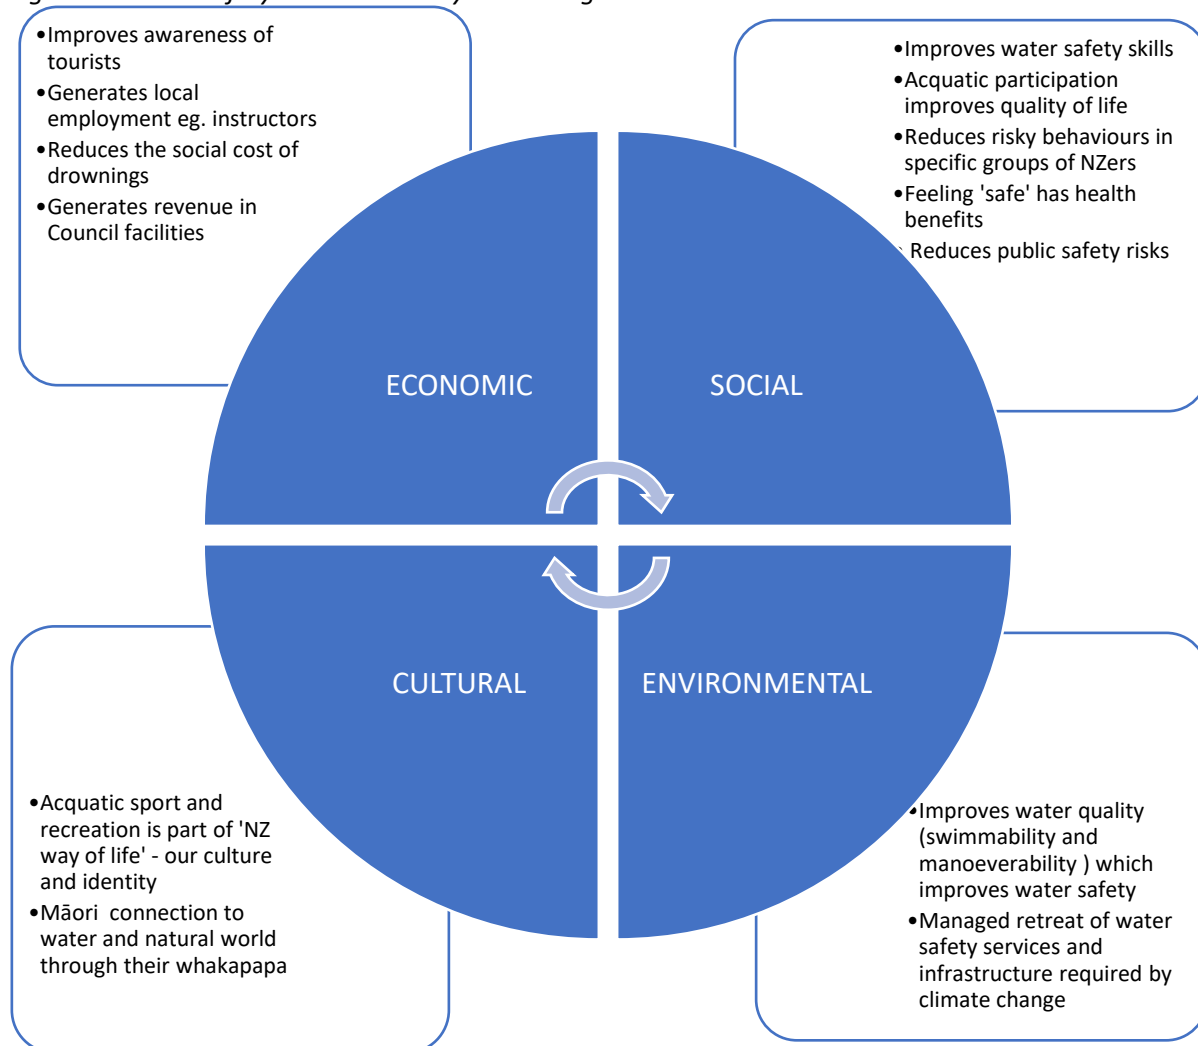 •Improves awareness of
tourists
•Generates local
employment eg. instructors
•Reduces the social cost of
drownings
•Generates revenue in
Council facilities
•Improves water safety skills
•Acquatic participation
improves quality of life
•Reduces risky behaviours in
specific groups of NZers
•Feeling 'safe' has health
benefits
• Reduces public safety risks
ECONOMIC
SOCIAL
CULTURAL
ENVIRONMENTAL
•Acquatic sport and
recreation is part of 'NZ
way of life' - our culture
and identity
•Māori connection to
water and natural world
through their whakapapa
•Improves water quality
(swimmability and
manoeverability ) which
improves water safety
•Managed retreat of water
safety services and
infrastructure required by
climate change